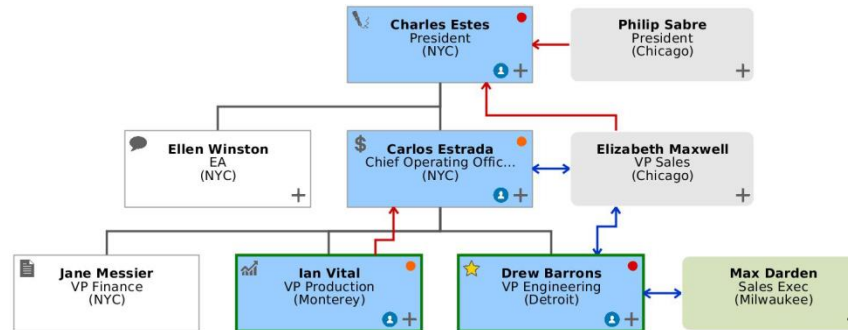 Charles Estes
President
(NYC)
Philip Sabre
President
(Chicago)
Ellen Winston
EA
(NYC)
$
Carlos Estrada
Chief Operating Offic...
(NYC)
Elizabeth Maxwell
VP Sales
(Chicago)
Jane Messier
VP Finance
(NYC)
Ian Vital
VP Production
(Monterey)
Drew Barrons
VP Engineering
(Detroit)
Max Darden
Sales Exec
(Milwaukee)